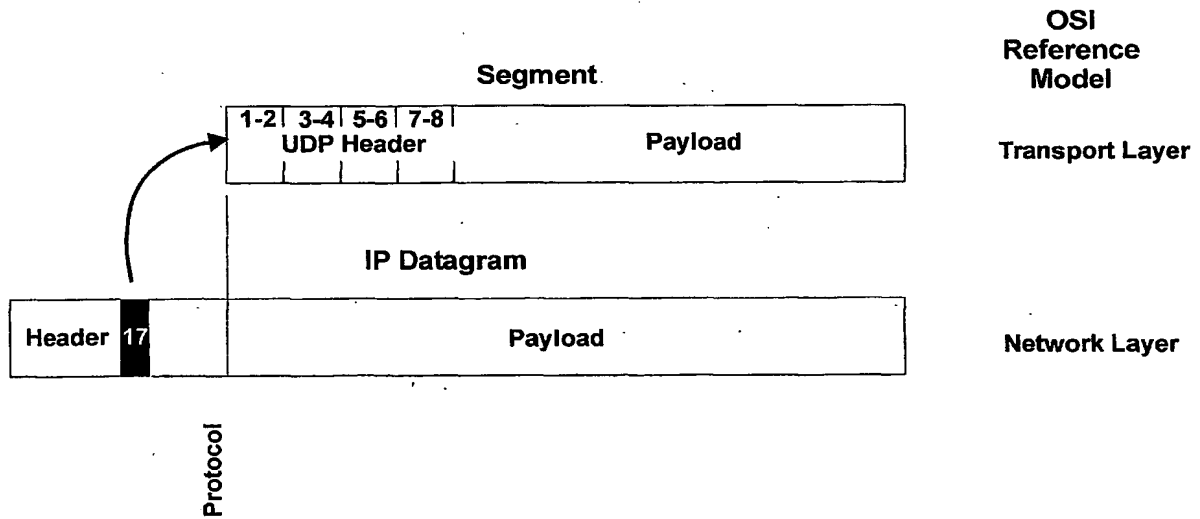 OSI
Reference
Model
Segment
1-2 3-4 5-6 7-8
UDP Header
Payload
Transport Layer
IP Datagram
Header 17
Payload
Network Layer
Protocol